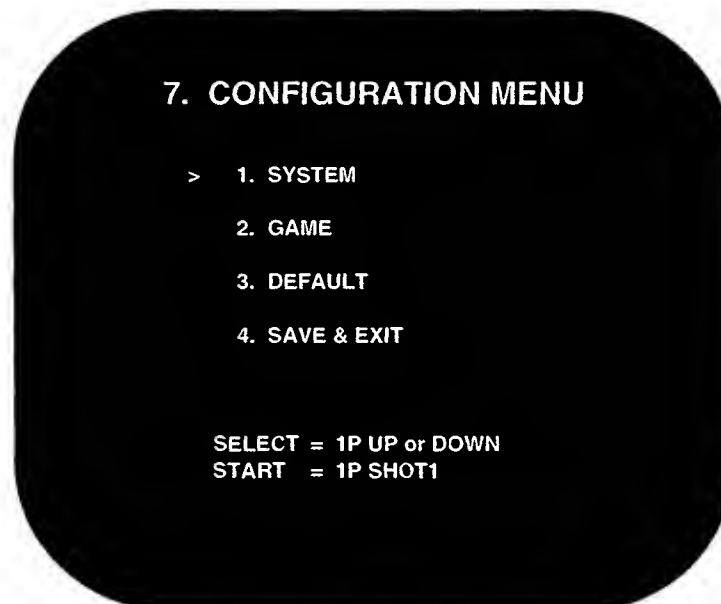 7. CONFIGURATION MENU
> 1. SYSTEM
2. GAME
3. DEFAULT
4. SAVE & EXIT
SELECT = 1P UP or DOWN
START = 1P SHOT1